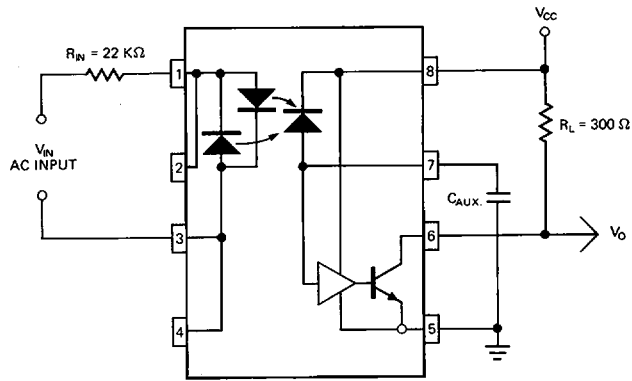 V_CC
R_IN = 22 KΩ
1
8
R_L = 300 Ω
V_IN
AC INPUT
2
7
C_AUX.
3
6
V_O
4
5